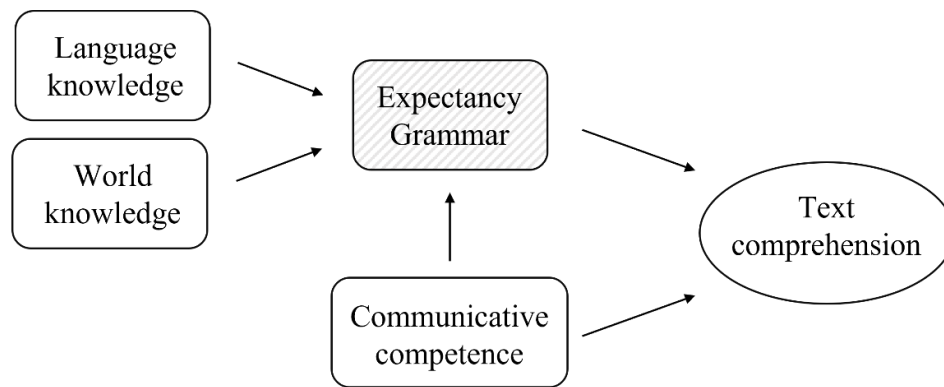 Language
knowledge
World
knowledge
Expectancy
Grammar
Communicative
competence
Text
comprehension